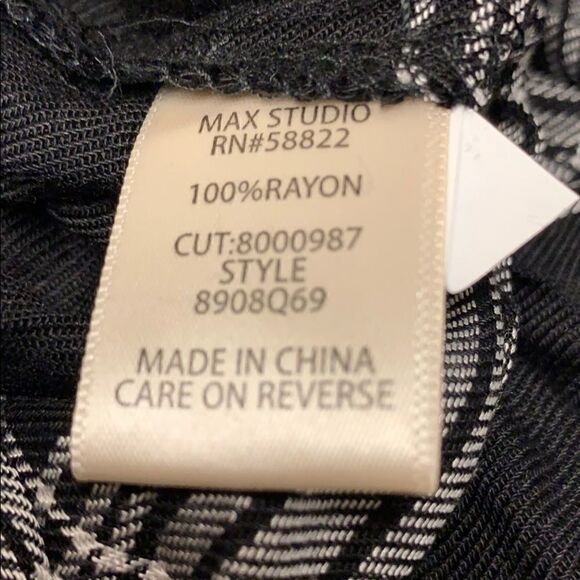 MAX STUDIO
RN#58822
100%RAYON
CUT:8000987
STYLE
8908Q69
MADE IN CHINA
CARE ON REVERSE